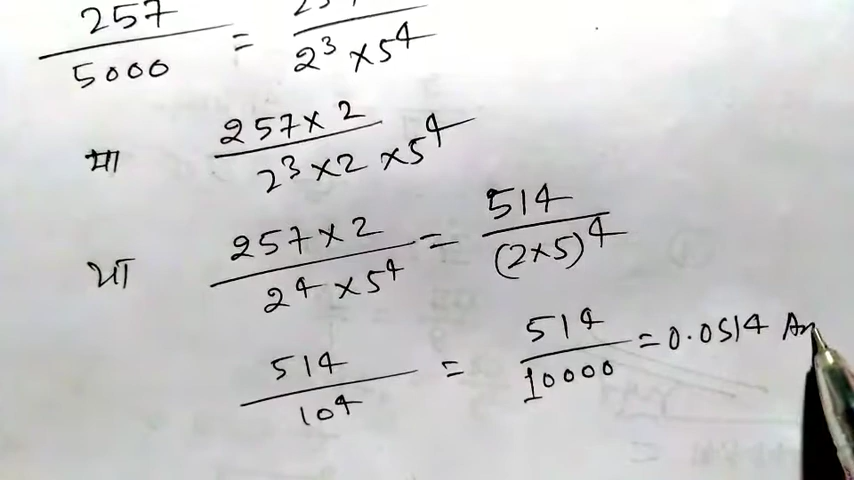 257/5000 = 257/2³×5⁴
या 257×2/2³×2×5⁴
या 257×2/2⁴×5⁴ = 514/(2×5)⁴
514/10⁴ = 514/10000 = 0.0514 An